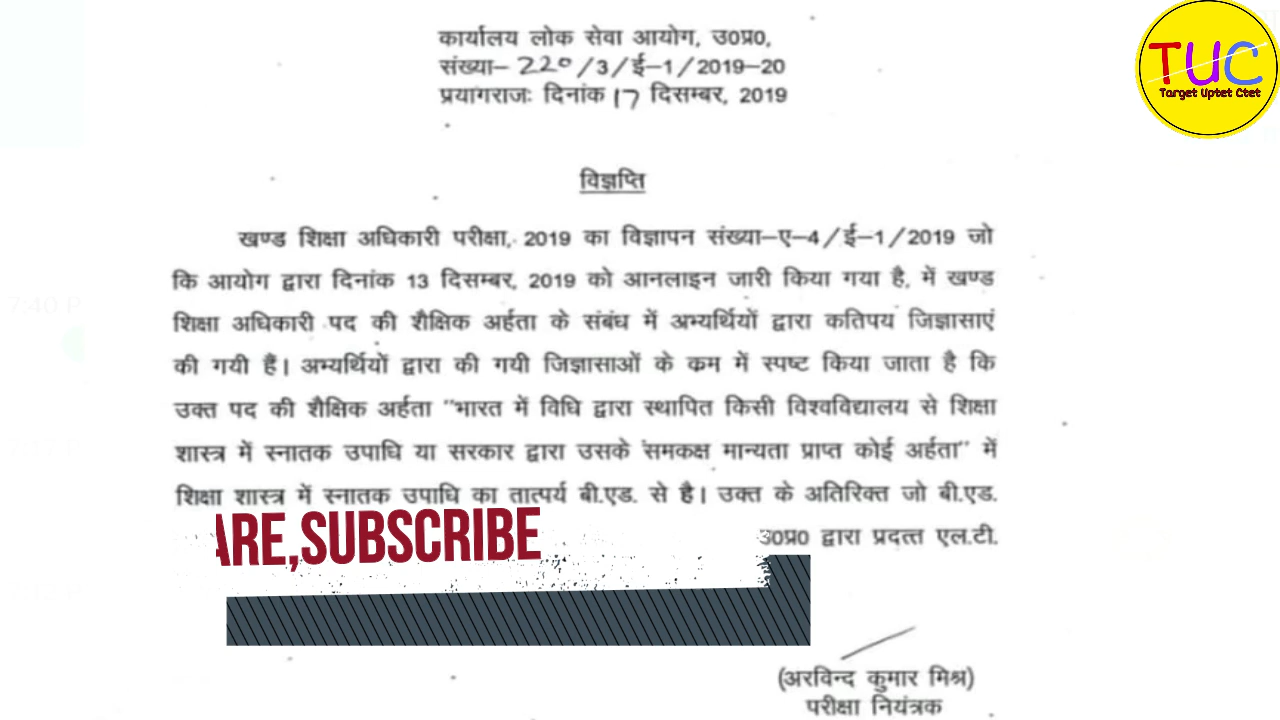 कार्यालय लोक सेवा आयोग, उ0प्र0,
संख्या– 220/3/ई–1/2019–20
प्रयागराजः दिनांक 17 दिसम्बर, 2019
TUC
Target Uptet Ctet
विज्ञप्ति
खण्ड शिक्षा अधिकारी परीक्षा, 2019 का विज्ञापन संख्या–ए–4/ई–1/2019 जो
कि आयोग द्वारा दिनांक 13 दिसम्बर, 2019 को आनलाइन जारी किया गया है, में खण्ड
शिक्षा अधिकारी पद की शैक्षिक अर्हता के संबंध में अभ्यर्थियों द्वारा कतिपय जिज्ञासाएं
की गयी हैं। अभ्यर्थियों द्वारा की गयी जिज्ञासाओं के कम में स्पष्ट किया जाता है कि
उक्त पद की शैक्षिक अर्हता "भारत में विधि द्वारा स्थापित किसी विश्वविद्यालय से शिक्षा
शास्त्र में स्नातक उपाधि या सरकार द्वारा उसके समकक्ष मान्यता प्राप्त कोई अर्हता" में
शिक्षा शास्त्र में स्नातक उपाधि का तात्पर्य बी.एड. से है। उक्त के अतिरिक्त जो बी.एड.
ARE,SUBSCRIBE
उ0प्र0 द्वारा प्रदत्त एल.टी.
(अरविन्द कुमार मिश्र)
परीक्षा नियंत्रक